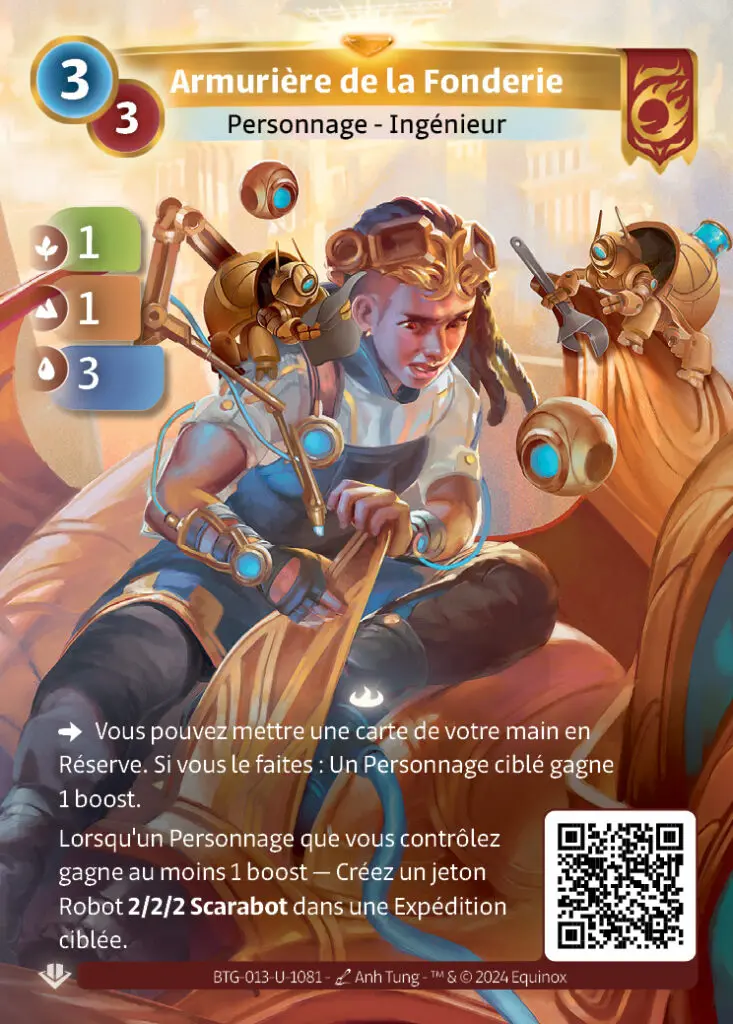 3
Armurière de la Fonderie
3
Personnage - Ingénieur
1
1
3
Vous pouvez mettre une carte de votre main en
Réserve. Si vous le faites : Un Personnage ciblé gagne
1 boost.
Lorsqu'un Personnage que vous contrôlez
gagne au moins 1 boost — Créez un jeton
Robot 2/2/2 Scarabot dans une Expédition
ciblée.
BTG-013-U-1081 - Anh Tung - ™ & © 2024 Equinox